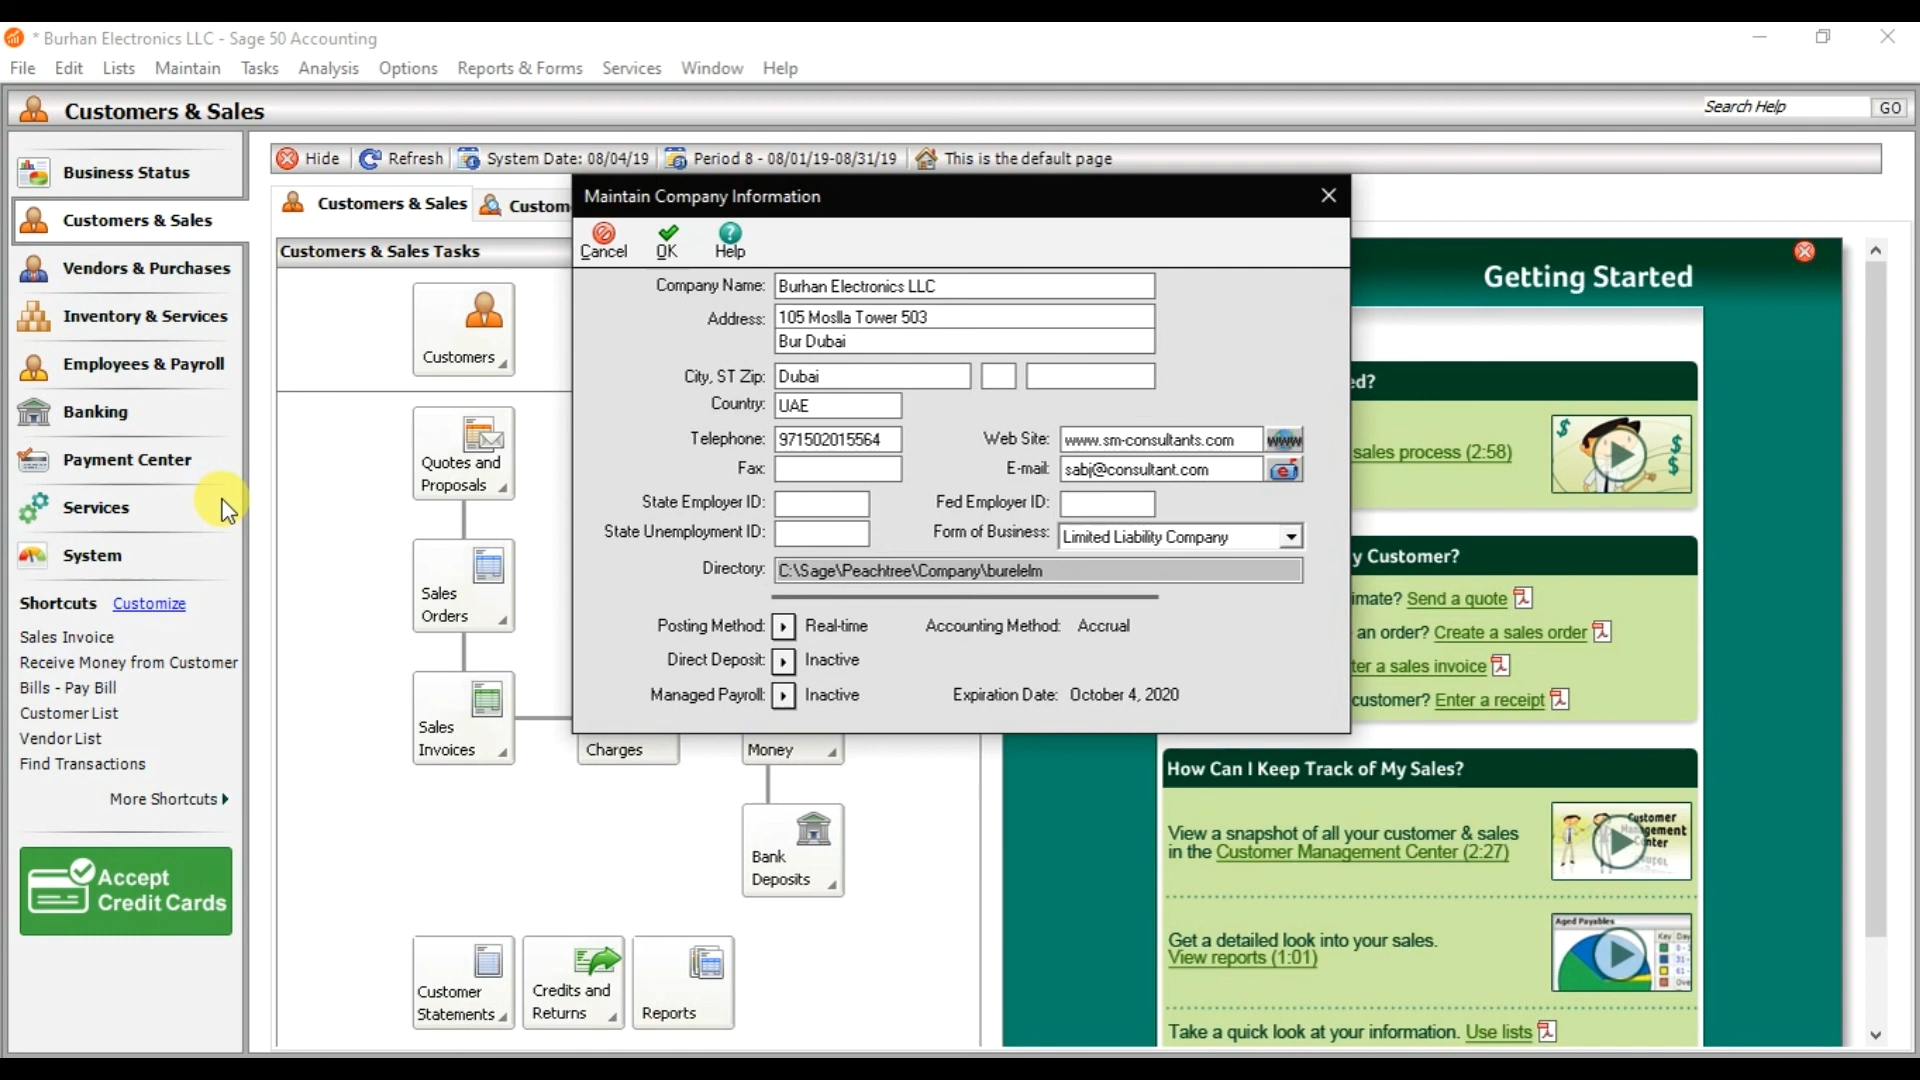 * Burhan Electronics LLC - Sage 50 Accounting
File Edit Lists Maintain Tasks Analysis Options Reports & Forms Services Window Help
Customers & Sales
Search Help GO
Business Status
Customers & Sales
Vendors & Purchases
Inventory & Services
Employees & Payroll
Banking
Payment Center
Services
System
Shortcuts Customize
Sales Invoice
Receive Money from Customer
Bills - Pay Bill
Customer List
Vendor List
Find Transactions
More Shortcuts
Accept
Credit Cards
Hide Refresh System Date: 08/04/19 Period 8 - 08/01/19-08/31/19 This is the default page
Customers & Sales Custom
Customers & Sales Tasks
Customers
Quotes and
Proposals
Sales
Orders
Sales
Invoices
Charges
Money
Bank
Deposits
Customer
Statements
Credits and
Returns
Reports
Maintain Company Information
Cancel OK Help
Company Name: Burhan Electronics LLC
Address: 105 Moslla Tower 503
Bur Dubai
City, ST Zip: Dubai
Country: UAE
Telephone: 971502015564 Web Site: www.sm-consultants.com WWW
Fax: E-mail: sabj@consultant.com
State Employer ID: Fed Employer ID:
State Unemployment ID: Form of Business: Limited Liability Company
Directory: C:\Sage\Peachtree\Company\burelelm
Posting Method: Real-time Accounting Method: Accrual
Direct Deposit: Inactive
Managed Payroll: Inactive Expiration Date: October 4, 2020
Getting Started
ed?
sales process (2:58)
y Customer?
imate? Send a quote
an order? Create a sales order
ter a sales invoice
customer? Enter a receipt
How Can I Keep Track of My Sales?
View a snapshot of all your customer & sales
in the Customer Management Center (2:27)
Customer
Get a detailed look into your sales.
View reports (1:01)
Aged Payables
Key
Take a quick look at your information. Use lists